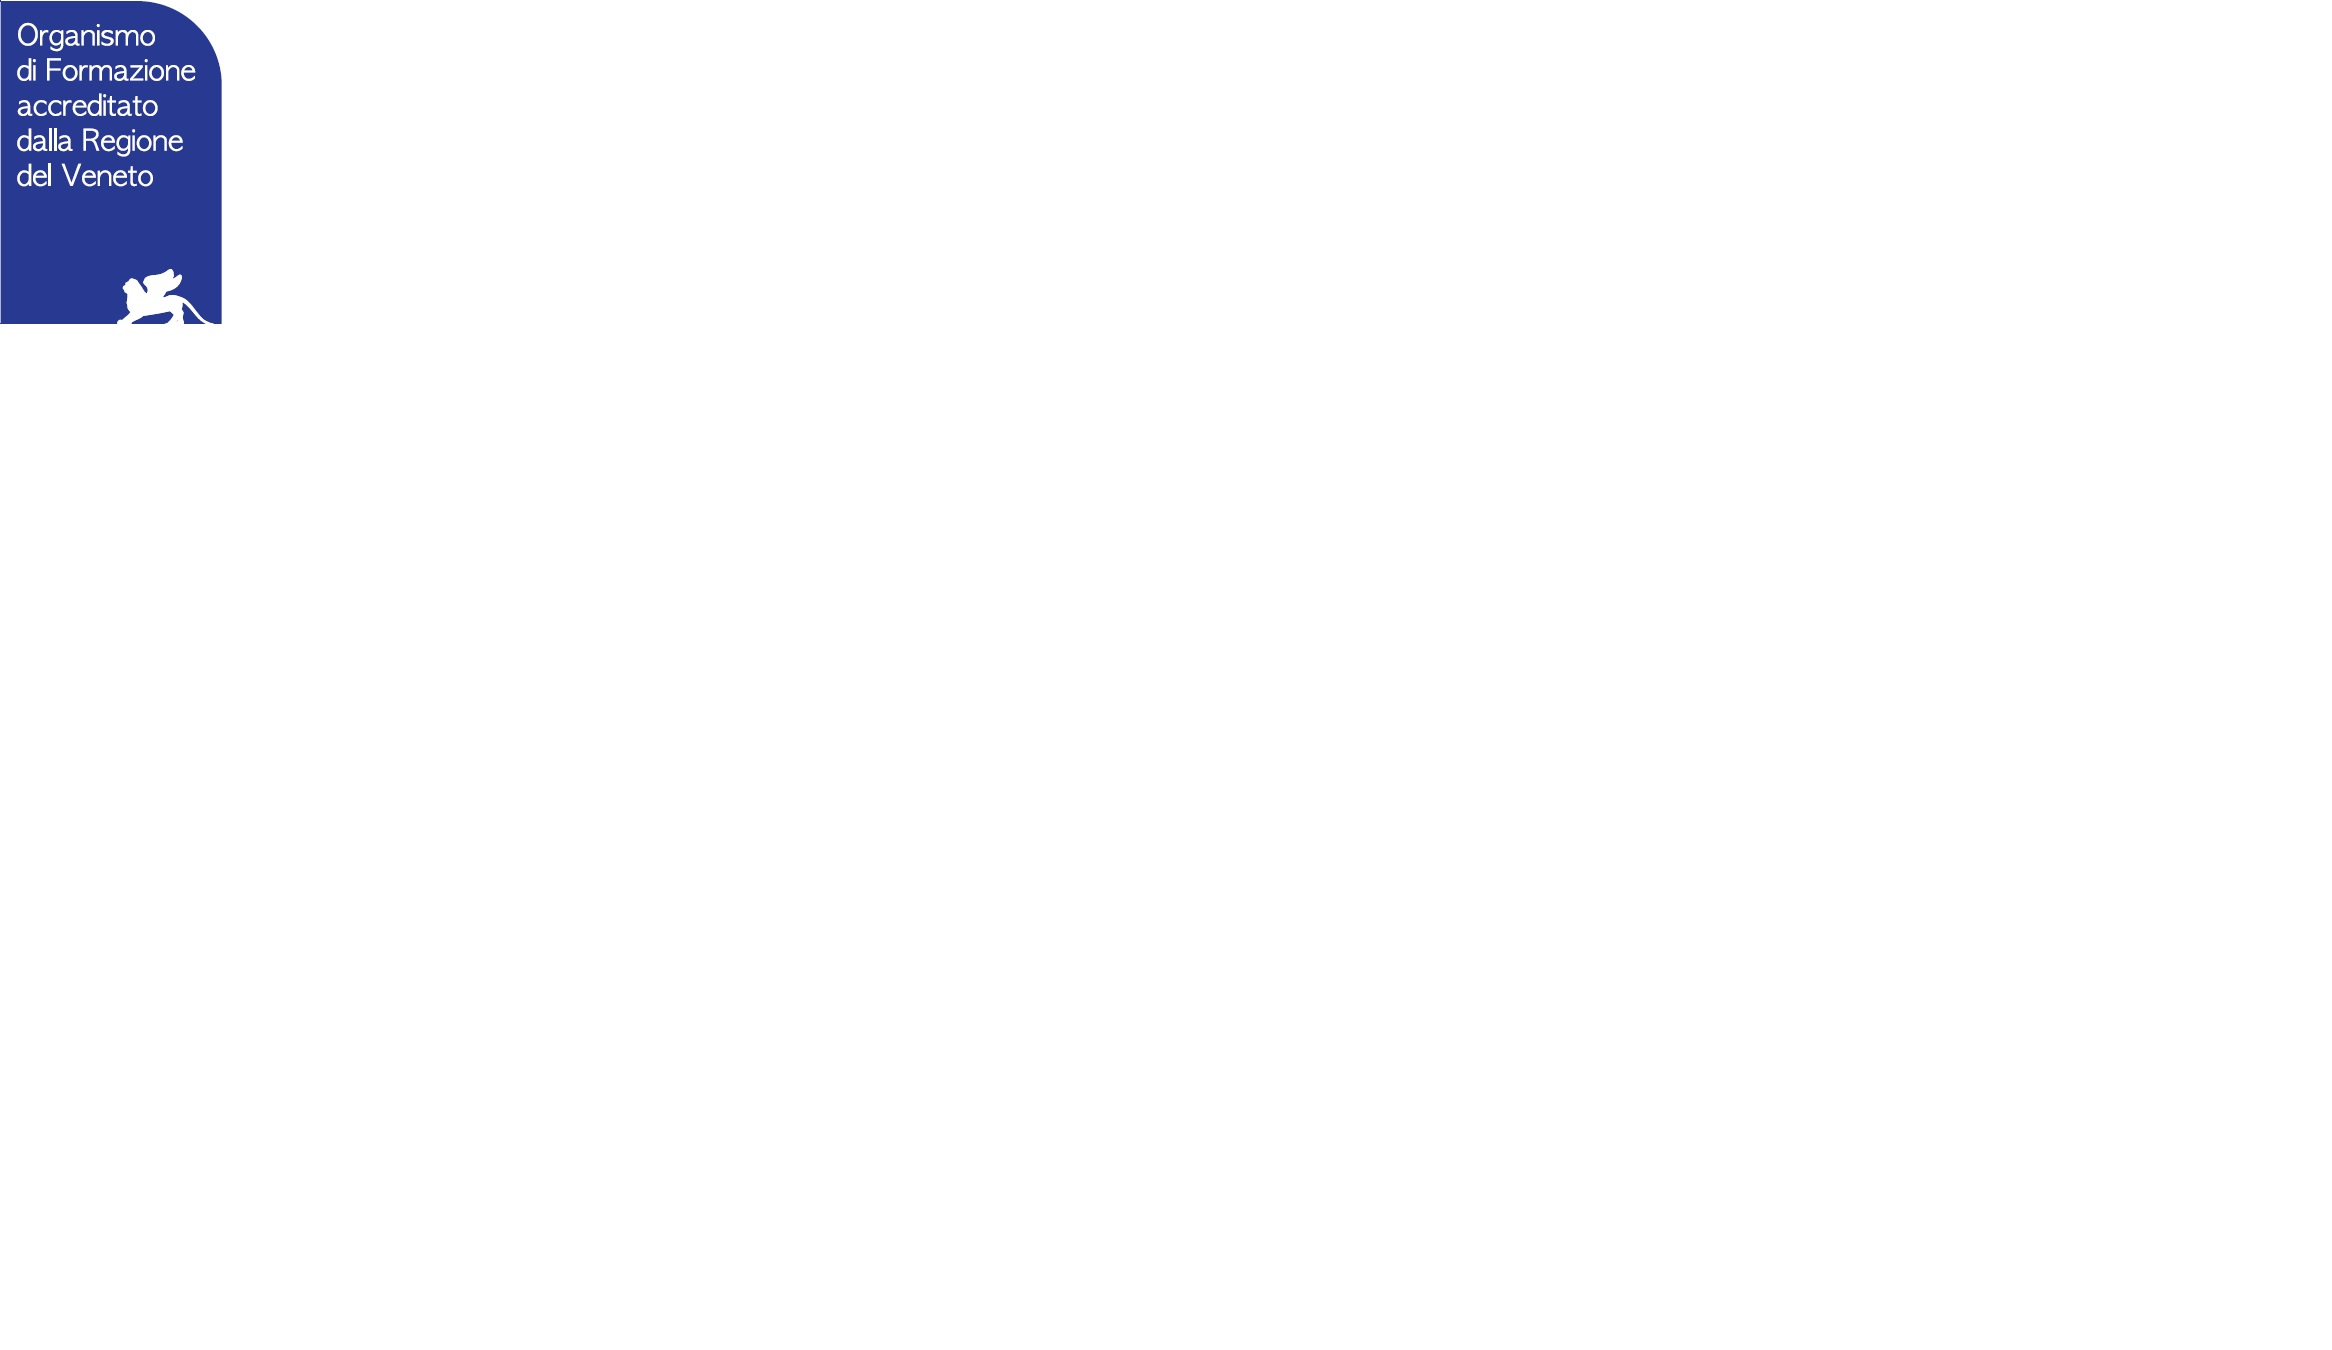 Organismo
di Formazione
accreditato
dalla Regione
del Veneto